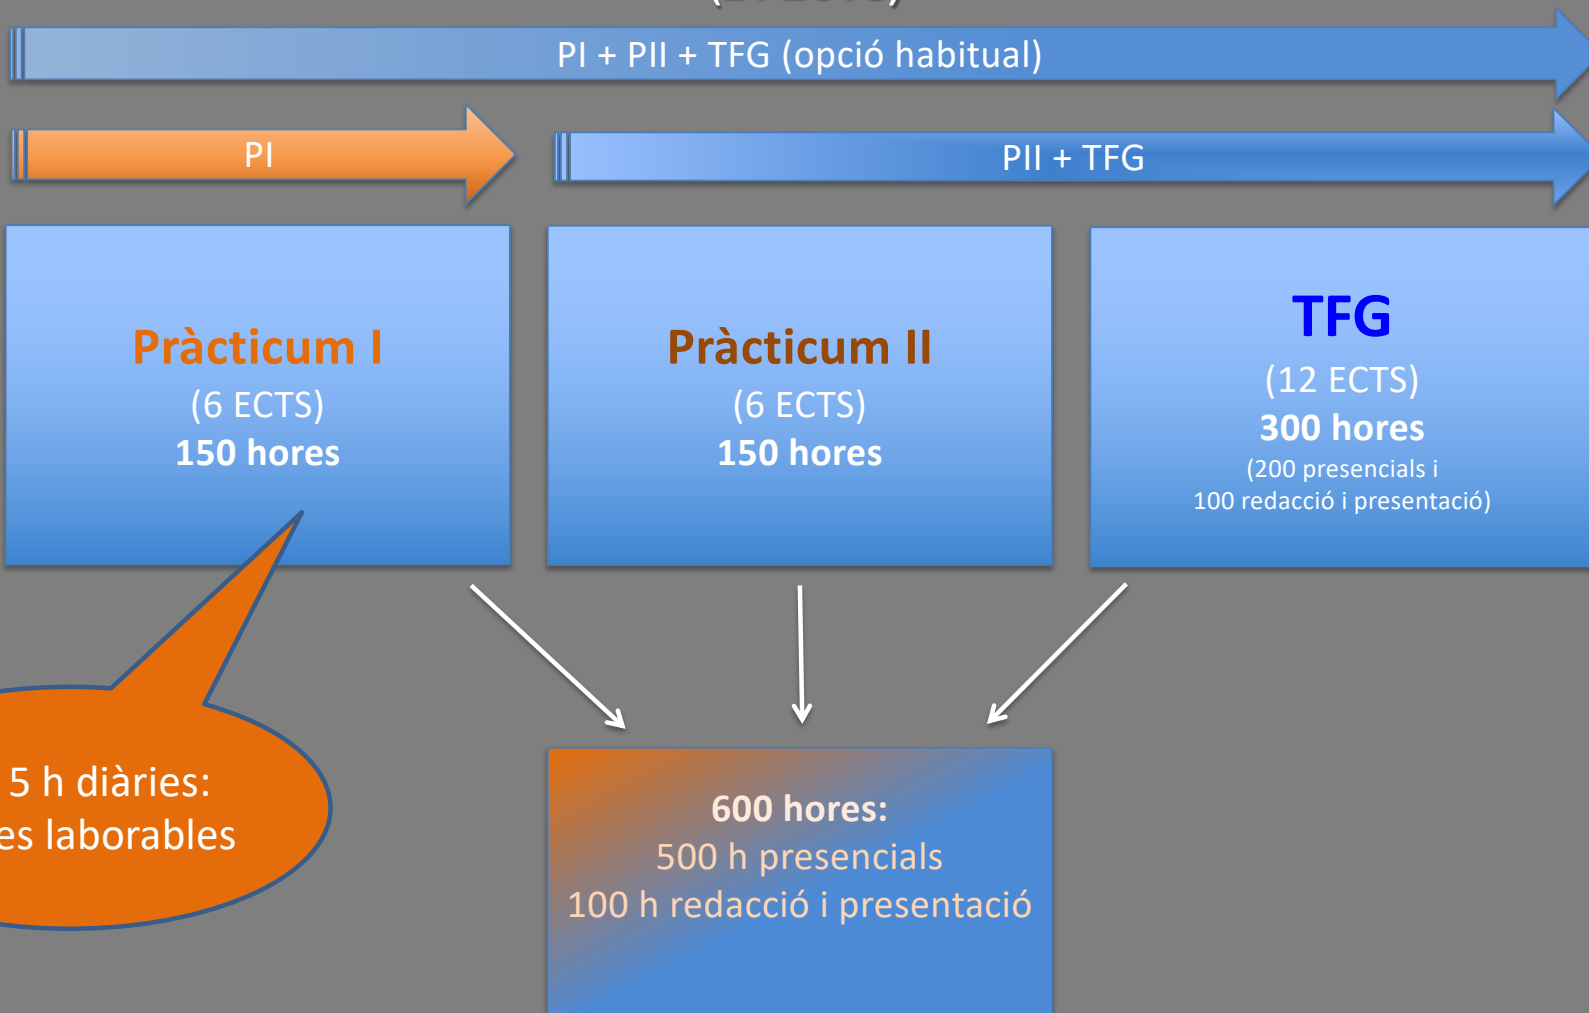 PI + PII + TFG (opció habitual)
PI
PII + TFG
Pràcticum I
(6 ECTS)
150 hores
Pràcticum II
(6 ECTS)
150 hores
TFG
(12 ECTS)
300 hores
(200 presencials i
100 redacció i presentació)
5 h diàries:
laborables
600 hores:
500 h presencials
100 h redacció i presentació